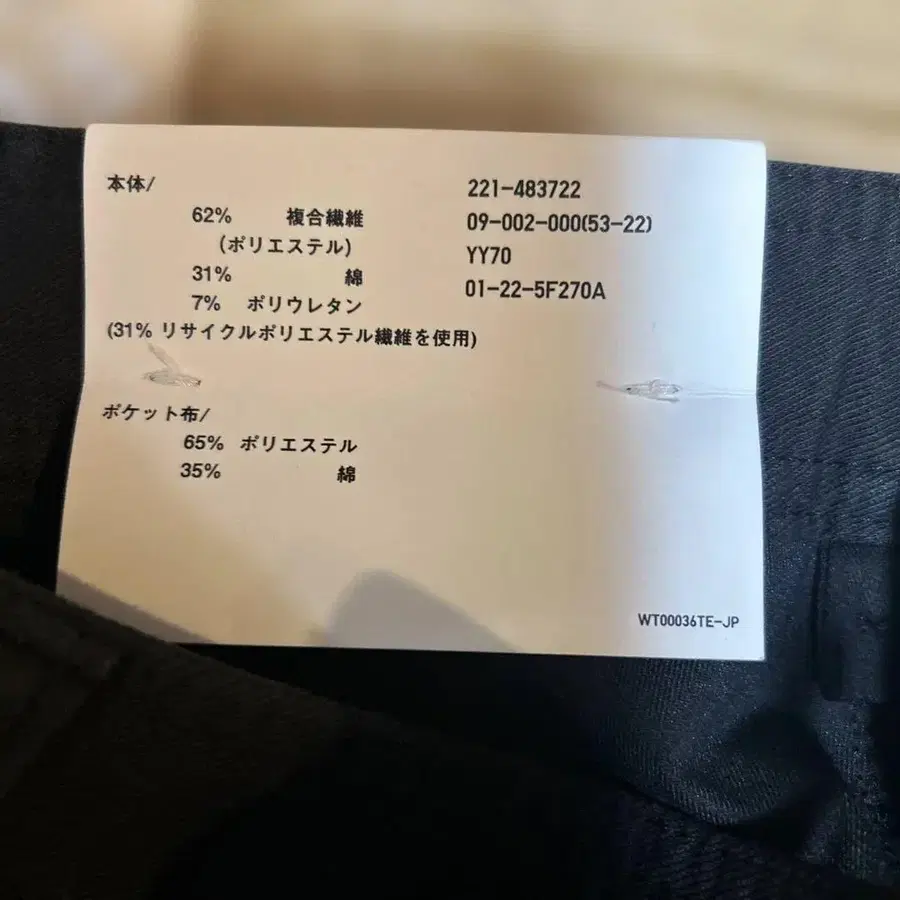 本体/
62% 複合繊維
(ポリエステル)
31% 綿
7% ポリウレタン
(31% リサイクルポリエステル繊維を使用)
ポケット布/
65% ポリエステル
35% 綿
221-483722
09-002-000(53-22)
YY70
01-22-5F270A
WT00036TE-JP